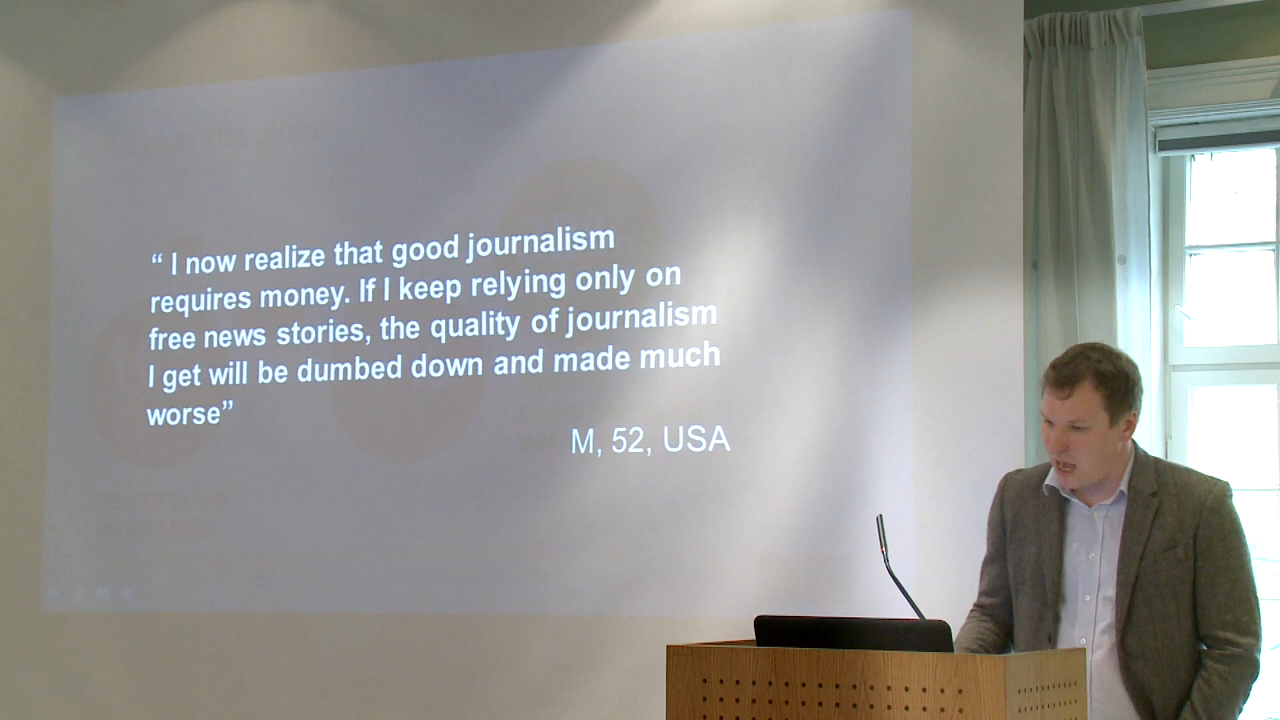 “ I now realize that good journalism
requires money. If I keep relying only on
free news stories, the quality of journalism
I get will be dumbed down and made much
worse”
M, 52, USA